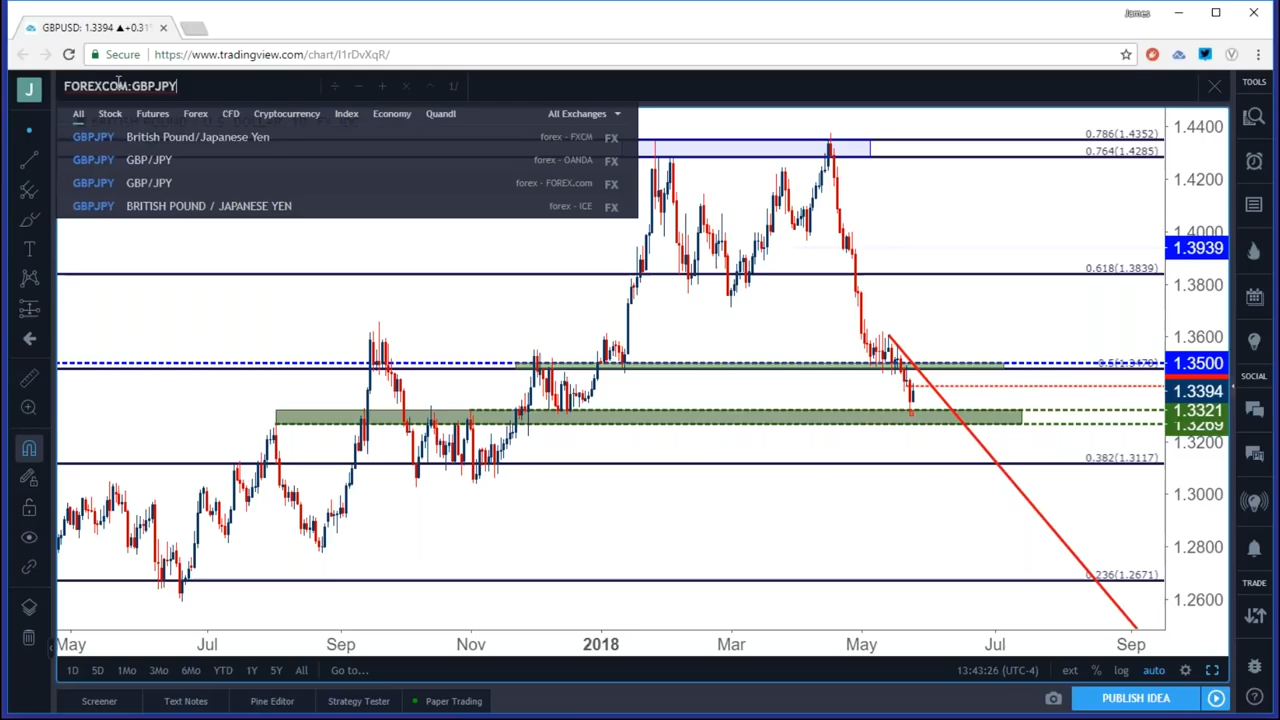 James
GBPUSD: 1.3394 ▲+0.31%
Secure https://www.tradingview.com/chart/I1rDvXqR/
J FOREXCOM:GBPJPY ÷ − + × ^ 1/ TOOLS
All Stock Futures Forex CFD Cryptocurrency Index Economy Quandl All Exchanges
GBPJPY British Pound/Japanese Yen forex - FXCM FX
GBPJPY GBP/JPY forex - OANDA FX
GBPJPY GBP/JPY forex - FOREX.com FX
GBPJPY BRITISH POUND / JAPANESE YEN forex - ICE FX
1.4400
0.786(1.4352)
0.764(1.4285)
1.4200
1.4000
1.3939
0.618(1.3839)
1.3800
1.3600
1.3500
SOCIAL
1.3394
1.3321
1.3269
1.3200
0.382(1.3117)
1.3000
1.2800
0.236(1.2671)
TRADE
1.2600
May Jul Sep Nov 2018 Mar May Jul Sep
1D 5D 1Mo 3Mo 6Mo YTD 1Y 5Y All Go to... 13:43:26 (UTC-4) ext % log auto
Screener Text Notes Pine Editor Strategy Tester Paper Trading PUBLISH IDEA